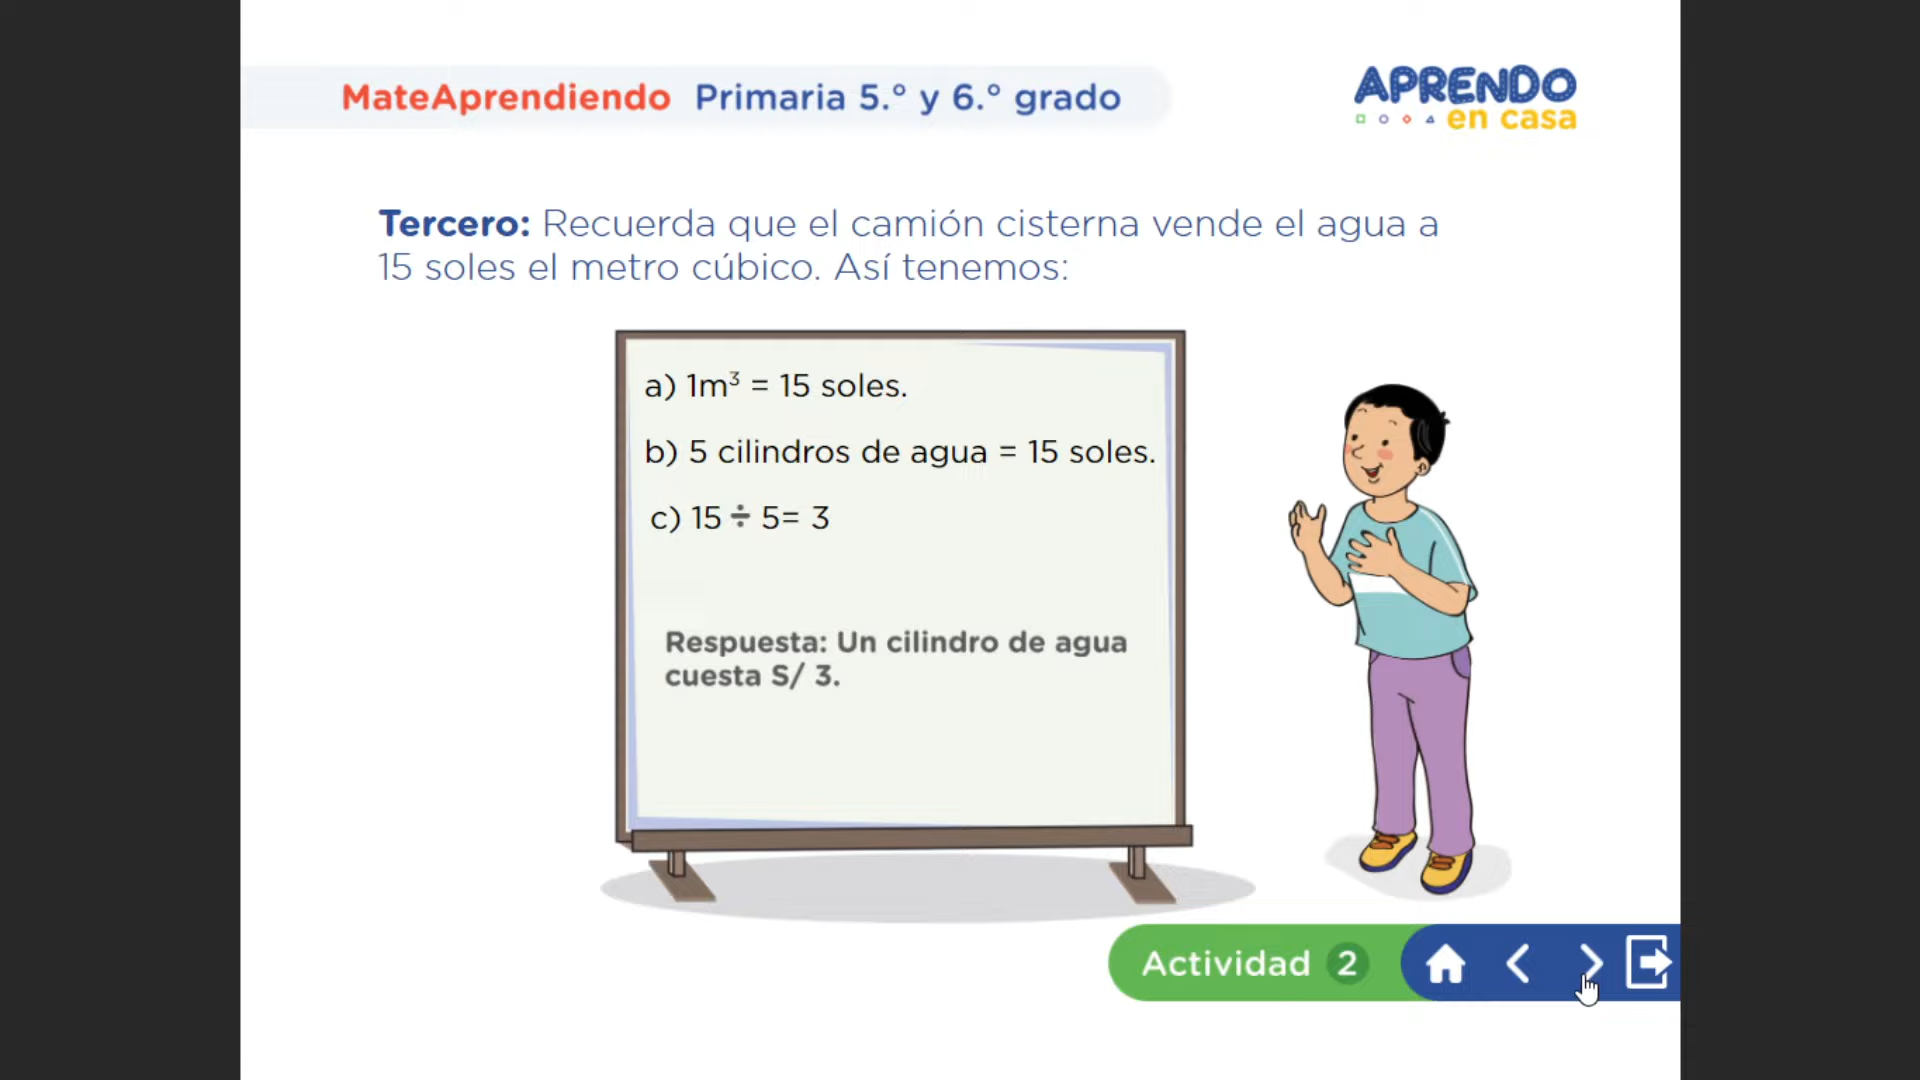 MateAprendiendo Primaria 5.° y 6.° grado
APRENDO
en casa
Tercero: Recuerda que el camión cisterna vende el agua a
15 soles el metro cúbico. Así tenemos:
a) 1m³ = 15 soles.
b) 5 cilindros de agua = 15 soles.
c) 15 ÷ 5= 3
Respuesta: Un cilindro de agua
cuesta S/ 3.
Actividad 2